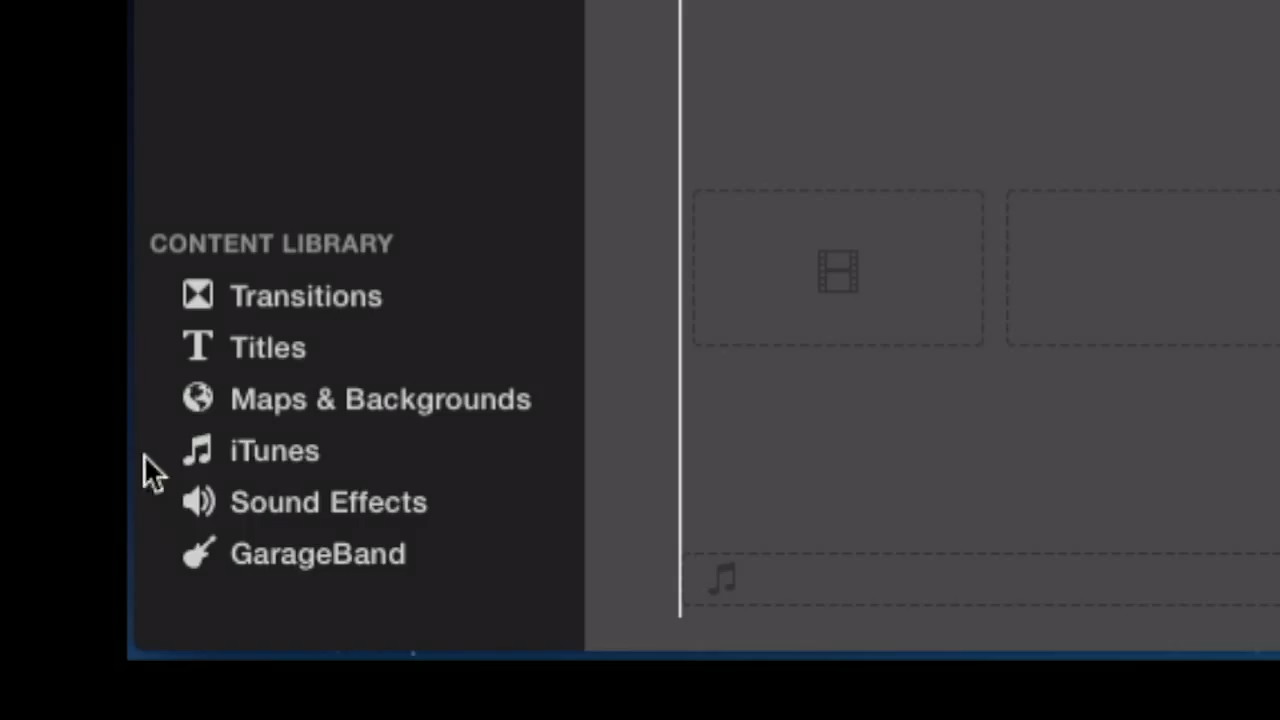 CONTENT LIBRARY
Transitions
Titles
Maps & Backgrounds
iTunes
Sound Effects
GarageBand